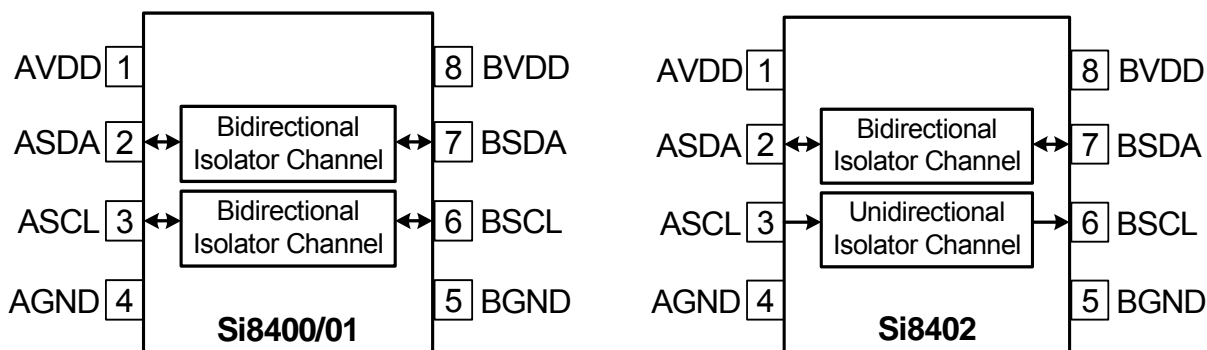 AVDD 1 8 BVDD
Bidirectional
Isolator Channel
ASDA 2 7 BSDA
Bidirectional
Isolator Channel
ASCL 3 6 BSCL
AGND 4 5 BGND
Si8400/01
AVDD 1 8 BVDD
Bidirectional
Isolator Channel
ASDA 2 7 BSDA
Unidirectional
Isolator Channel
ASCL 3 6 BSCL
AGND 4 5 BGND
Si8402